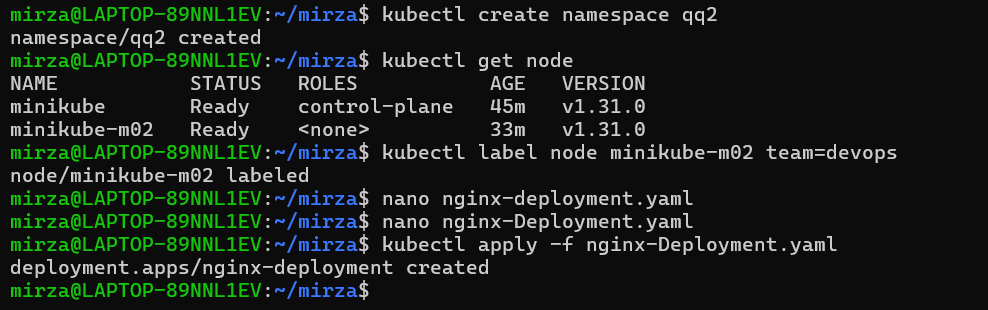 mirza@LAPTOP-89NNL1EV:~/mirza$ kubectl create namespace qq2
namespace/qq2 created
mirza@LAPTOP-89NNL1EV:~/mirza$ kubectl get node
NAME           STATUS   ROLES           AGE   VERSION
minikube       Ready    control-plane   45m   v1.31.0
minikube-m02   Ready    <none>          33m   v1.31.0
mirza@LAPTOP-89NNL1EV:~/mirza$ kubectl label node minikube-m02 team=devops
node/minikube-m02 labeled
mirza@LAPTOP-89NNL1EV:~/mirza$ nano nginx-deployment.yaml
mirza@LAPTOP-89NNL1EV:~/mirza$ nano nginx-Deployment.yaml
mirza@LAPTOP-89NNL1EV:~/mirza$ kubectl apply -f nginx-Deployment.yaml
deployment.apps/nginx-deployment created
mirza@LAPTOP-89NNL1EV:~/mirza$